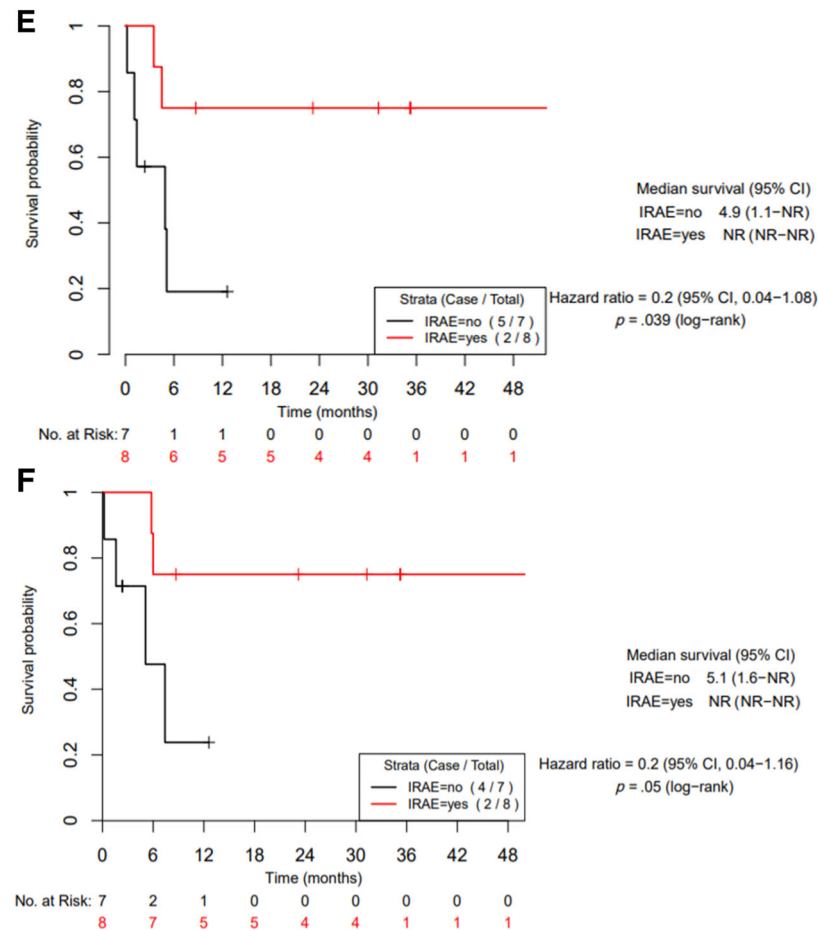 E
Survival probability
1
0.8
0.6
0.4
0.2
0
Median survival (95% CI)
IRAE=no 4.9 (1.1−NR)
IRAE=yes NR (NR−NR)
Strata (Case / Total)
IRAE=no ( 5 / 7 )
IRAE=yes ( 2 / 8 )
Hazard ratio = 0.2 (95% CI, 0.04−1.08)
p = .039 (log−rank)
0 6 12 18 24 30 36 42 48
Time (months)
No. at Risk: 7 1 1 0 0 0 0 0 0
8 6 5 5 4 4 1 1 1
F
Survival probability
1
0.8
0.6
0.4
0.2
0
Median survival (95% CI)
IRAE=no 5.1 (1.6−NR)
IRAE=yes NR (NR−NR)
Strata (Case / Total)
IRAE=no ( 4 / 7 )
IRAE=yes ( 2 / 8 )
Hazard ratio = 0.2 (95% CI, 0.04−1.16)
p = .05 (log−rank)
0 6 12 18 24 30 36 42 48
Time (months)
No. at Risk: 7 2 1 0 0 0 0 0 0
8 7 5 5 4 4 1 1 1